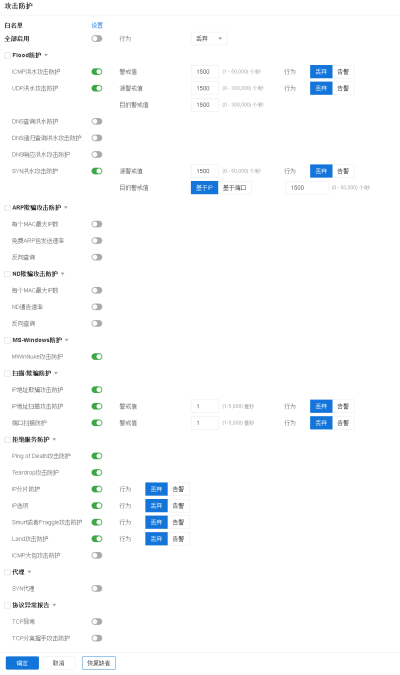 攻击防护
白名单 设置
全部启用 行为 丢弃
Flood防护
ICMP洪水攻击防护 警戒值 1500 (1 - 50,000) 个/秒 行为 丢弃 告警
UDP洪水攻击防护 源警戒值 1500 (0 - 300,000) 个/秒 行为 丢弃 告警
目的警戒值 1500 (0 - 300,000) 个/秒
DNS查询洪水防护
DNS递归查询洪水攻击防护
DNS响应洪水攻击防护
SYN洪水攻击防护 源警戒值 1500 (0 - 50,000) 个/秒 行为 丢弃 告警
目的警戒值 基于IP 基于端口 1500 (0 - 50,000) 个/秒
ARP欺骗攻击防护
每个MAC最大IP数
免费ARP包发送速率
反向查询
ND欺骗攻击防护
每个MAC最大IP数
ND通告速率
反向查询
MS-Windows防护
WinNuke攻击防护
扫描/欺骗防护
IP地址欺骗攻击防护
IP地址扫描攻击防护 警戒值 1 (1-5,000) 毫秒 行为 丢弃 告警
端口扫描防护 警戒值 1 (1-5,000) 毫秒 行为 丢弃 告警
拒绝服务防护
Ping of Death攻击防护
Teardrop攻击防护
IP分片防护 行为 丢弃 告警
IP选项 行为 丢弃 告警
Smurf或者Fraggle攻击防护 行为 丢弃 告警
Land攻击防护 行为 丢弃 告警
ICMP大包攻击防护
代理
SYN代理
协议异常报告
TCP异常
TCP分离握手攻击防护
确定 取消 恢复缺省